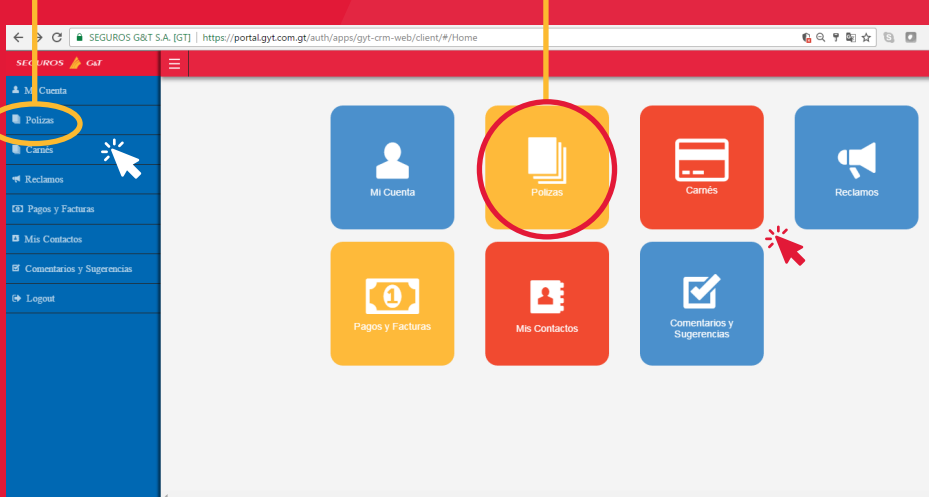 SEGUROS G&T S.A. [GT] | https://portal.gyt.com.gt/auth/apps/gyt-crm-web/client/#/Home
SEGUROS G&T
Mi Cuenta
Polizas
Carnés
Reclamos
Pagos y Facturas
Mis Contactos
Comentarios y Sugerencias
Logout
Mi Cuenta
Polizas
Carnés
Reclamos
1
Pagos y Facturas
Mis Contactos
Comentarios y
Sugerencias